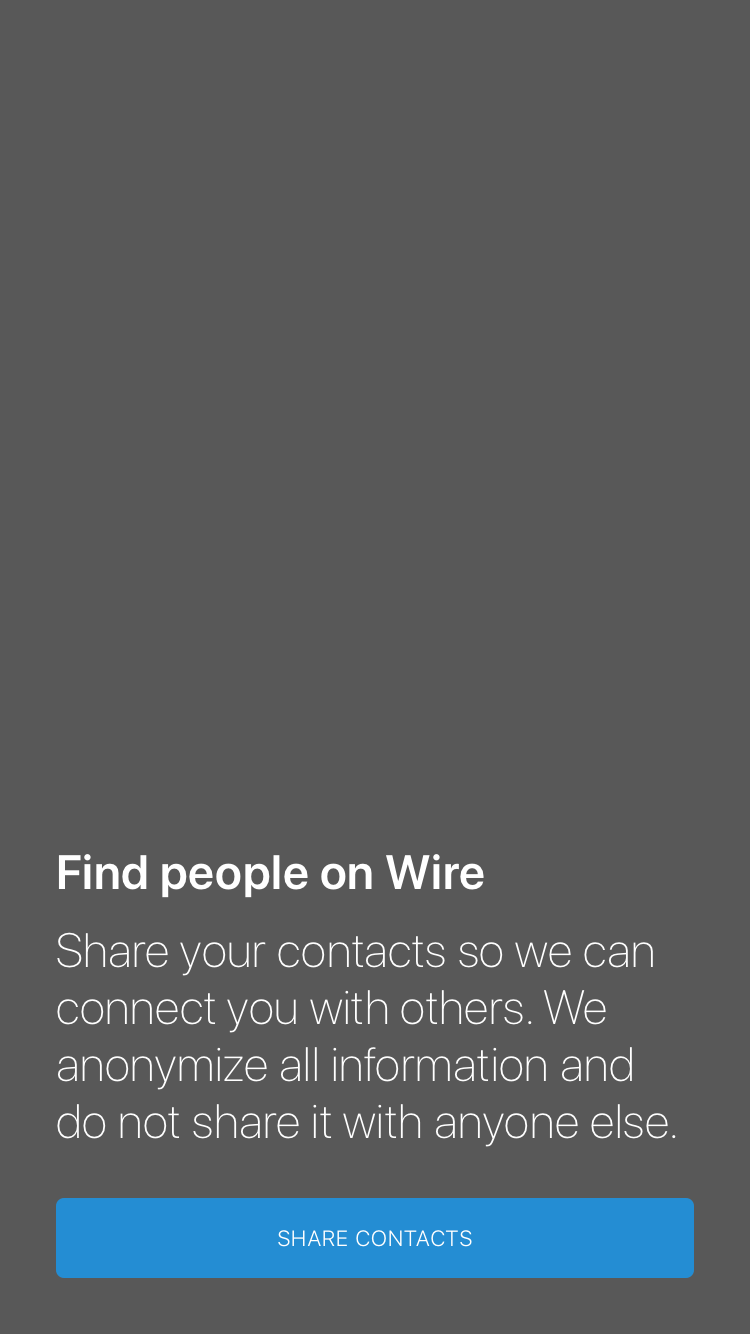 Find people on Wire
Share your contacts so we can
connect you with others. We
anonymize all information and
do not share it with anyone else.
SHARE CONTACTS